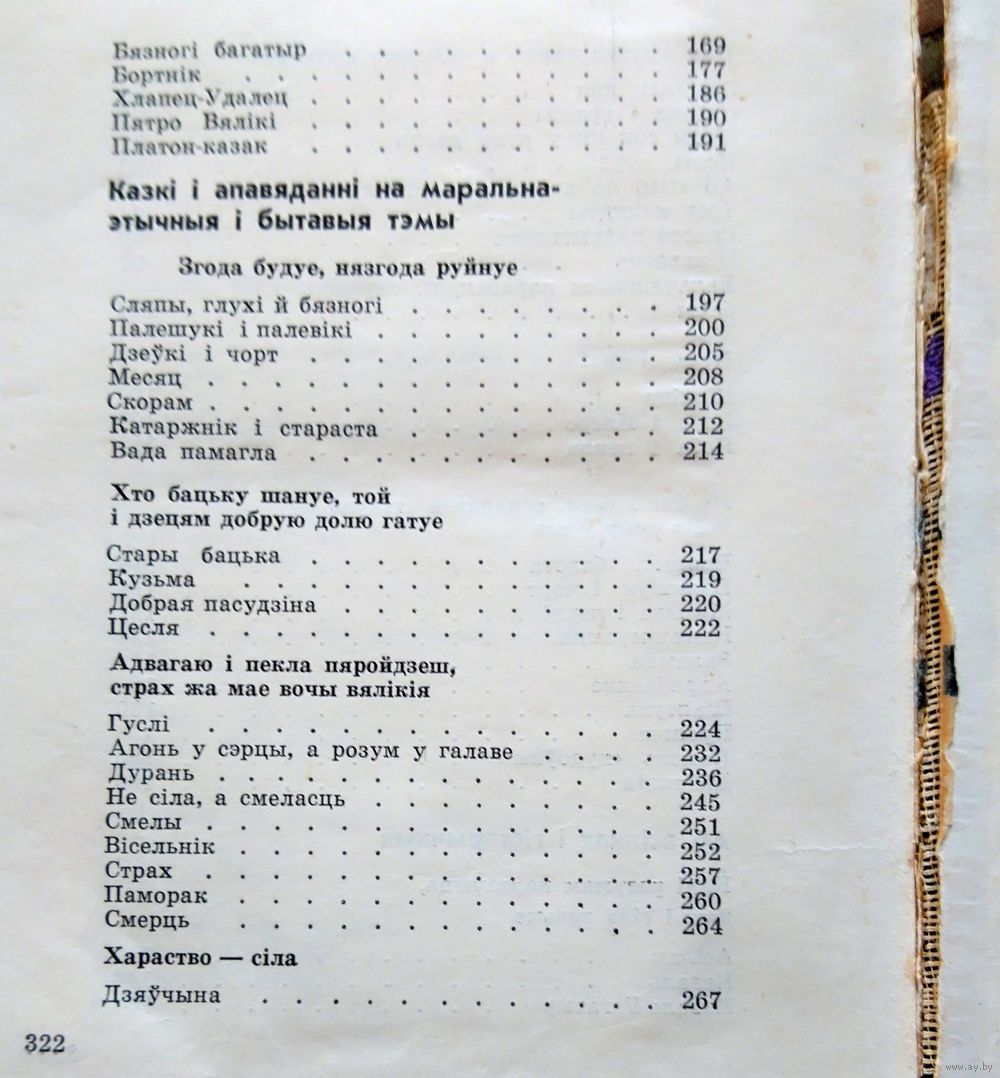 Бязногі багатыр . . . . . . . . . . 169
Бортнік . . . . . . . . . . . . . 177
Хлапец-Удалец . . . . . . . . . . . 186
Пятро Вялікі . . . . . . . . . . . 190
Платон-казак . . . . . . . . . . . 191
Казкі і апавяданні на маральна-
этычныя і бытавыя тэмы
Згода будуе, нязгода руйнуе
Сляпы, глухі й бязногі . . . . . . . . 197
Палешукі і палевікі . . . . . . . . . 200
Дзеўкі і чорт . . . . . . . . . . . 205
Месяц . . . . . . . . . . . . . . 208
Скорам . . . . . . . . . . . . . . 210
Катаржнік і стараста . . . . . . . . 212
Вада памагла . . . . . . . . . . . 214
Хто бацьку шануе, той
і дзецям добрую долю гатуе
Стары бацька . . . . . . . . . . . 217
Кузьма . . . . . . . . . . . . . 219
Добрая пасудзіна . . . . . . . . . . 220
Цесля . . . . . . . . . . . . . . 222
Адвагаю і пекла пяройдзеш,
страх жа мае вочы вялікія
Гуслі . . . . . . . . . . . . . . 224
Агонь у сэрцы, а розум у галаве . . . . 232
Дурань . . . . . . . . . . . . . . 236
Не сіла, а смеласць . . . . . . . . . 245
Смелы . . . . . . . . . . . . . . 251
Вісельнік . . . . . . . . . . . . . 252
Страх . . . . . . . . . . . . . . 257
Паморак . . . . . . . . . . . . . 260
Смерць . . . . . . . . . . . . . 264
Хараство — сіла
Дзяўчына . . . . . . . . . . . . 267
322
www.ay.by